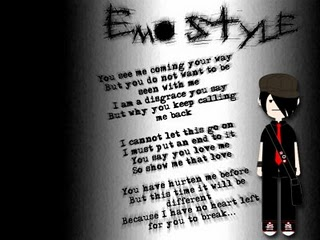 Emo Style
You see me coming your way
But you do not want to be
seen with me
I am a disgrace you say
But why you keep calling
me back
I cannot let this go on
I must put an end to it
You say you love me
So show me that love
You have hurten me before
But this time it will be
different
Because I have no heart left
for you to break...